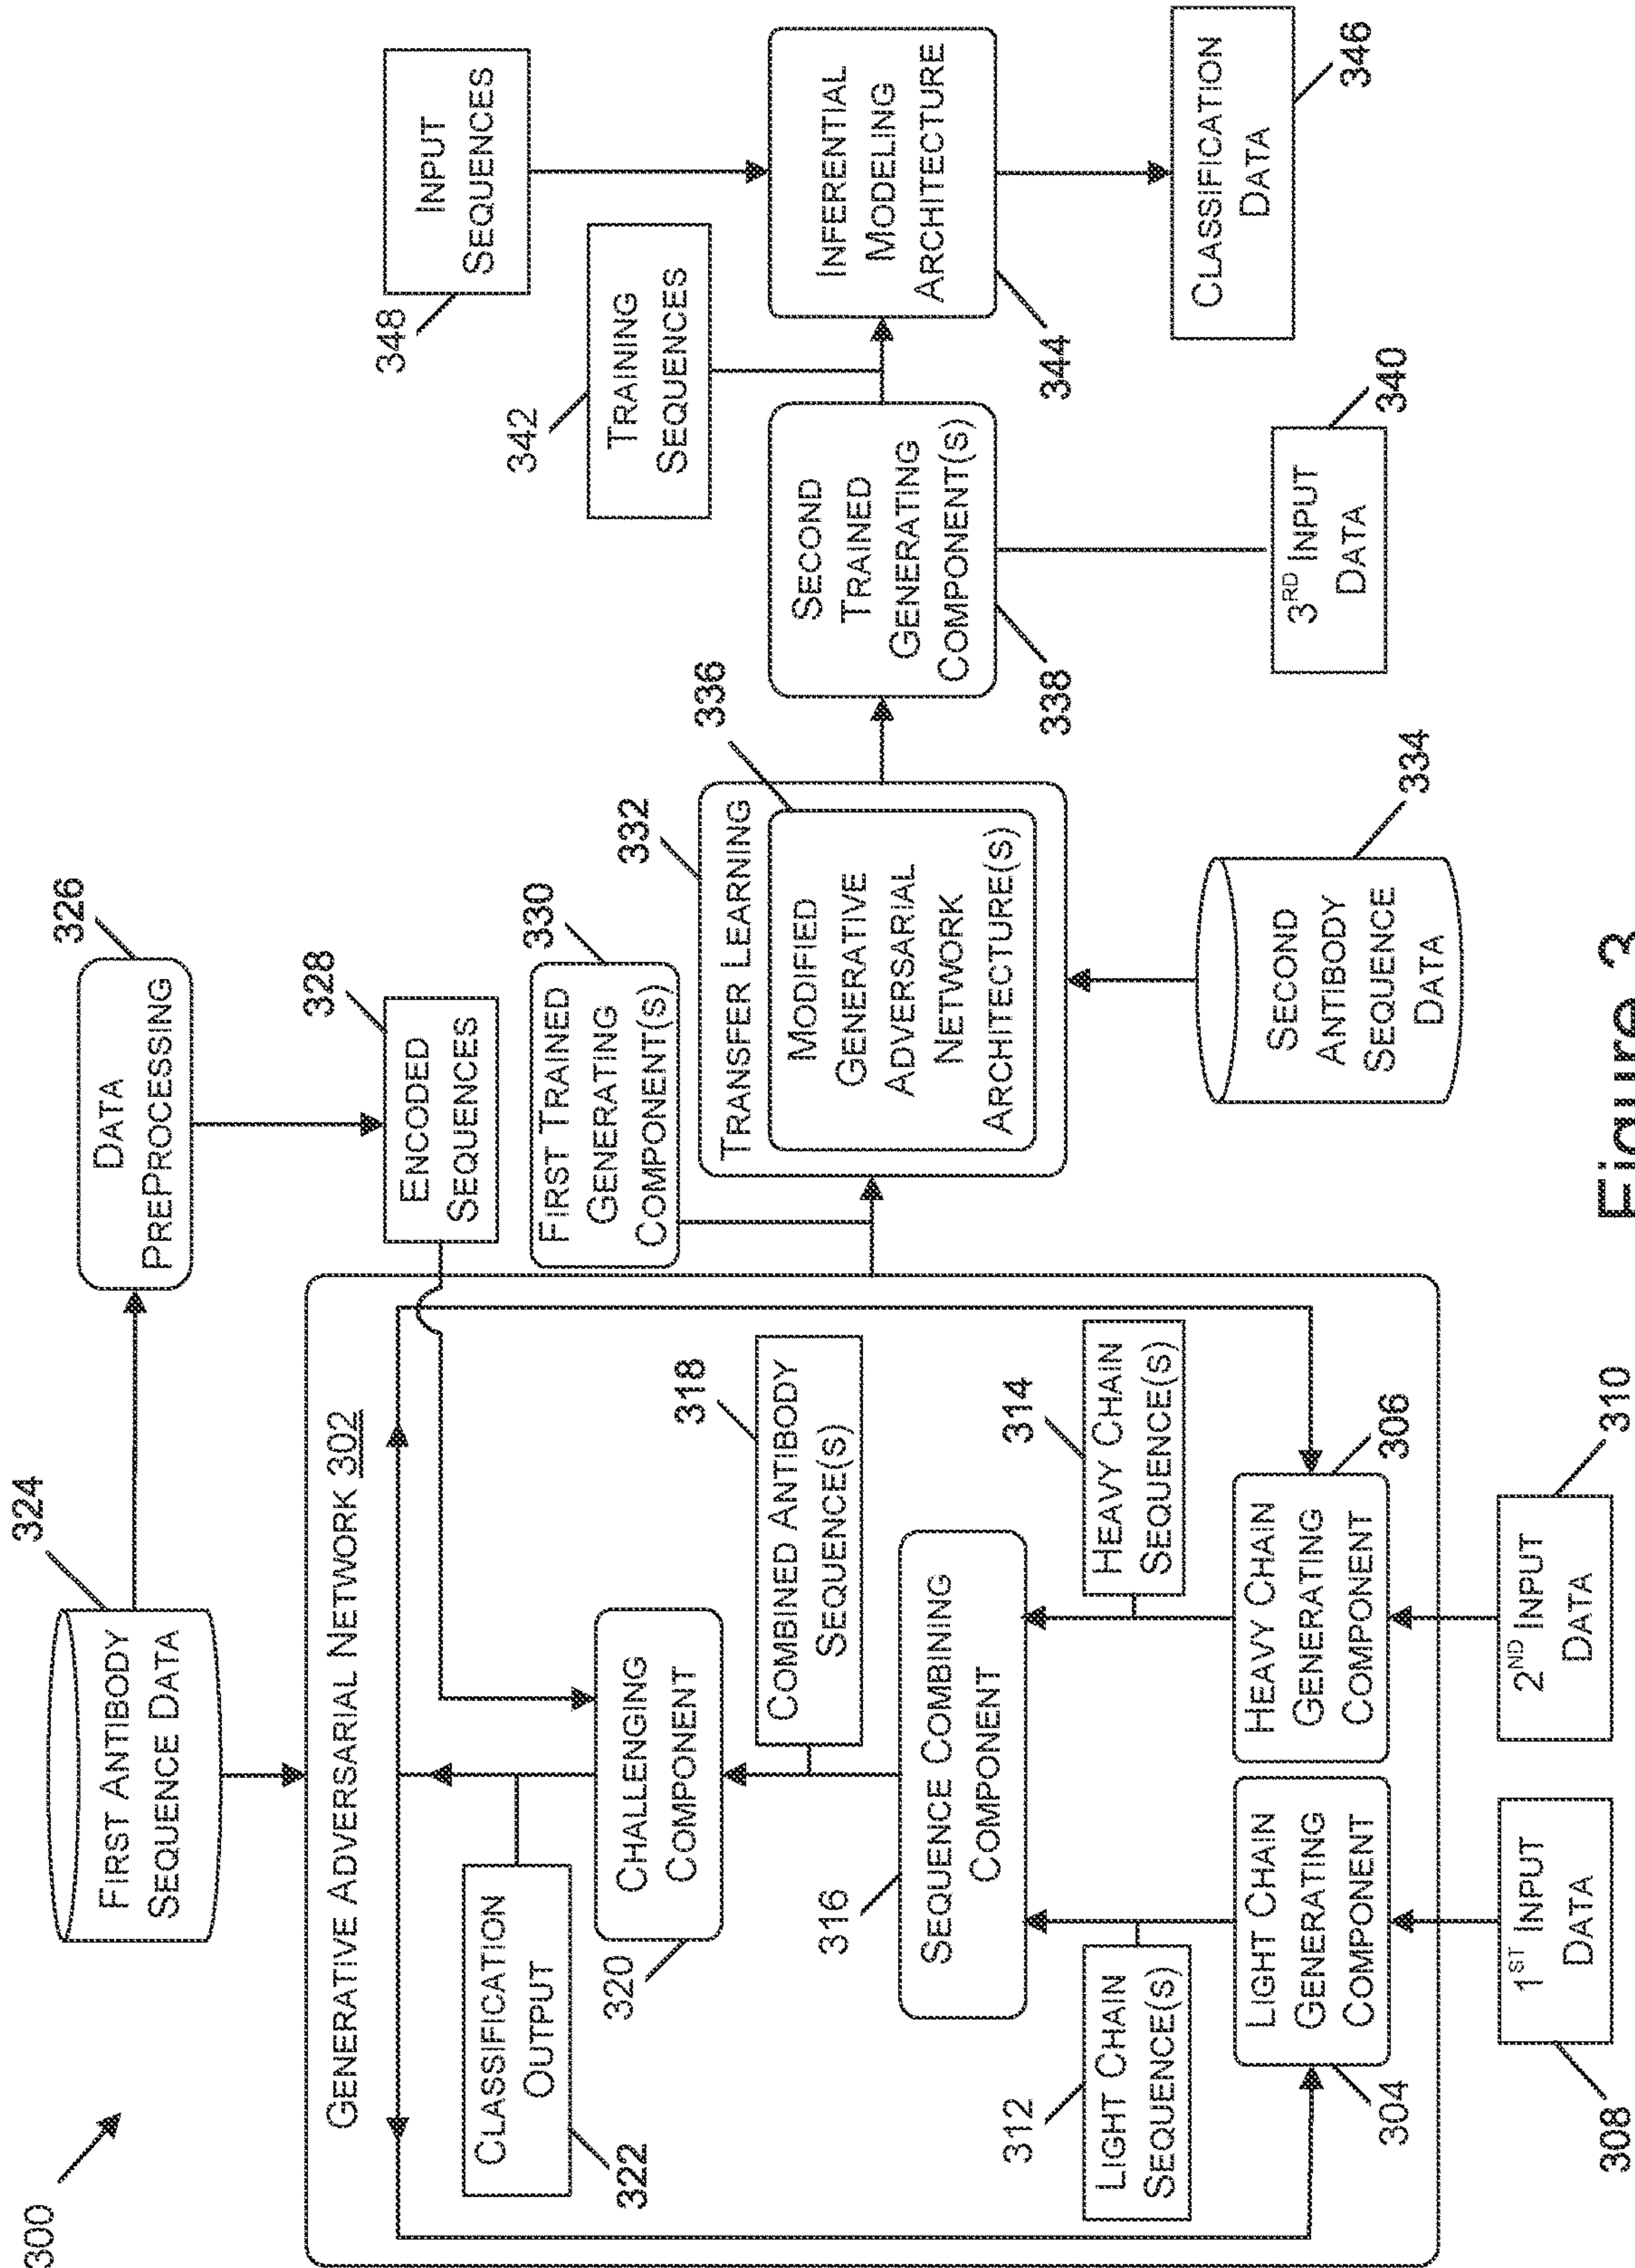 300
324
FIRST ANTIBODY
SEQUENCE DATA
326
DATA
PREPROCESSING
328
ENCODED
SEQUENCES
GENERATIVE ADVERSARIAL NETWORK 302
CLASSIFICATION
OUTPUT
322
CHALLENGING
COMPONENT
320
318
COMBINED ANTIBODY
SEQUENCE(S)
316
SEQUENCE COMBINING
COMPONENT
312
LIGHT CHAIN
SEQUENCE(S)
314
HEAVY CHAIN
SEQUENCE(S)
LIGHT CHAIN
GENERATING
COMPONENT
304
HEAVY CHAIN
GENERATING
COMPONENT
306
308
1ST INPUT
DATA
2ND INPUT
DATA
310
330
FIRST TRAINED
GENERATING
COMPONENT(S)
332
TRANSFER LEARNING
336
MODIFIED
GENERATIVE
ADVERSARIAL
NETWORK
ARCHITECTURE(S)
SECOND
ANTIBODY
SEQUENCE
DATA
334
SECOND
TRAINED
GENERATING
COMPONENT(S)
338
3RD INPUT
DATA
340
342
TRAINING
SEQUENCES
348
INPUT
SEQUENCES
INFERENTIAL
MODELING
ARCHITECTURE
344
CLASSIFICATION
DATA
346
Figure 3